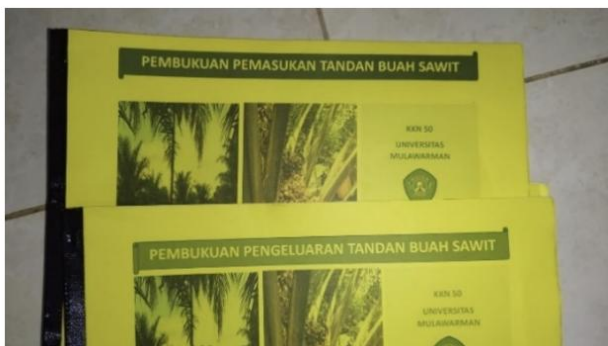 PEMBUKUAN PEMASUKAN TANDAN BUAH SAWIT
KKN 50
UNIVERSITAS
MULAWARMAN
PEMBUKUAN PENGELUARAN TANDAN BUAH SAWIT
KKN 50
UNIVERSITAS
MULAWARMAN